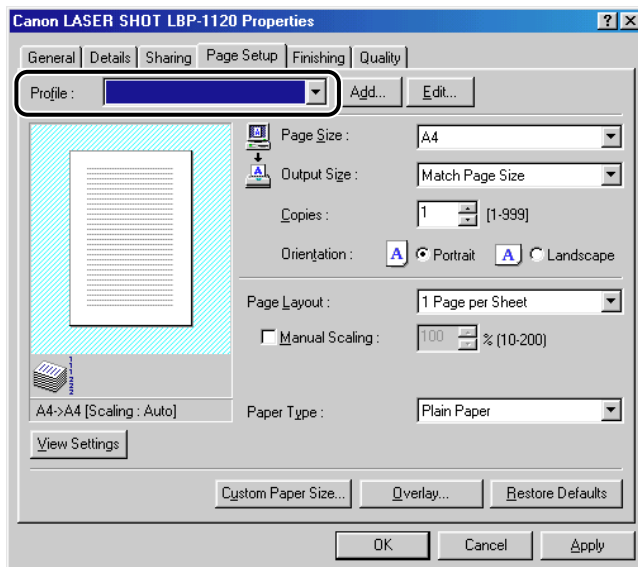 Canon LASER SHOT LBP-1120 Properties
General Details Sharing Page Setup Finishing Quality
Profile : Add... Edit...
Page Size : A4
Output Size : Match Page Size
Copies : 1 [1-999]
Orientation : A Portrait A Landscape
Page Layout : 1 Page per Sheet
Manual Scaling : 100 % (10-200)
A4->A4 [Scaling : Auto]
Paper Type : Plain Paper
View Settings
Custom Paper Size... Overlay... Restore Defaults
OK Cancel Apply